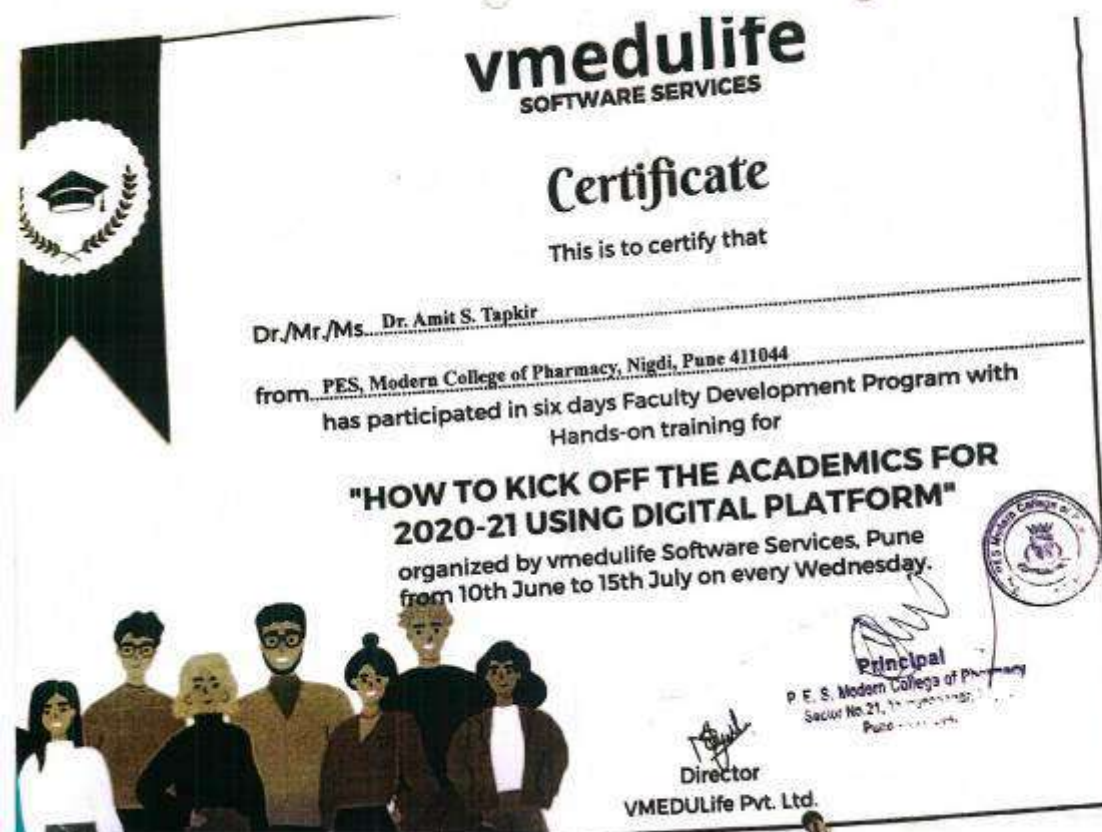 vmedulife
SOFTWARE SERVICES
Certificate
This is to certify that
Dr./Mr./Ms. Dr. Amit S. Tapkir
from PES, Modern College of Pharmacy, Nigdi, Pune 411044
has participated in six days Faculty Development Program with
Hands-on training for
"HOW TO KICK OFF THE ACADEMICS FOR
2020-21 USING DIGITAL PLATFORM"
organized by vmedulife Software Services, Pune
from 10th June to 15th July on every Wednesday.
Modern College of
Principal
P. E. S. Modern College of Pharmacy
Sector No. 21,
Pune
Director
VMEDULife Pvt. Ltd.